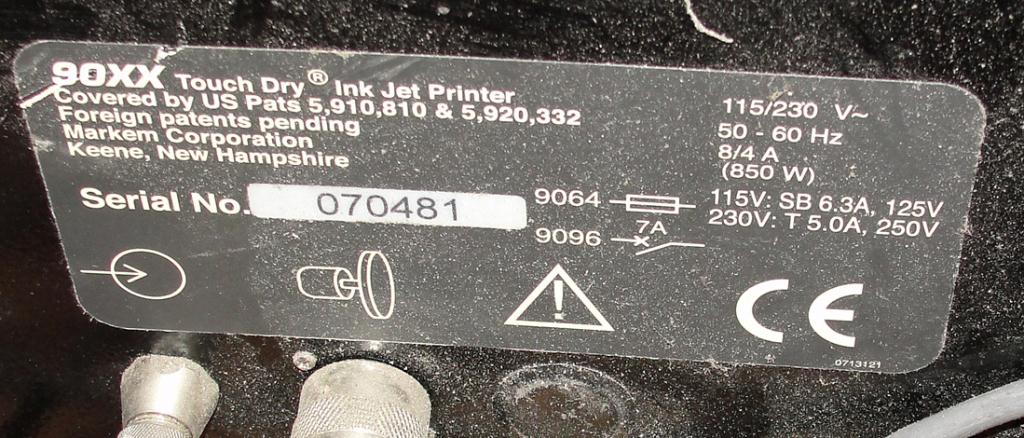 90XX Touch Dry® Ink Jet Printer
Covered by US Pats 5,910,810 & 5,920,332
Foreign patents pending
Markem Corporation
Keene, New Hampshire
115/230 V~
50 - 60 Hz
8/4 A
(850 W)
Serial No. 070481
9064
115V: SB 6.3A, 125V
230V: T 5.0A, 250V
7A
9096
CE
0713121